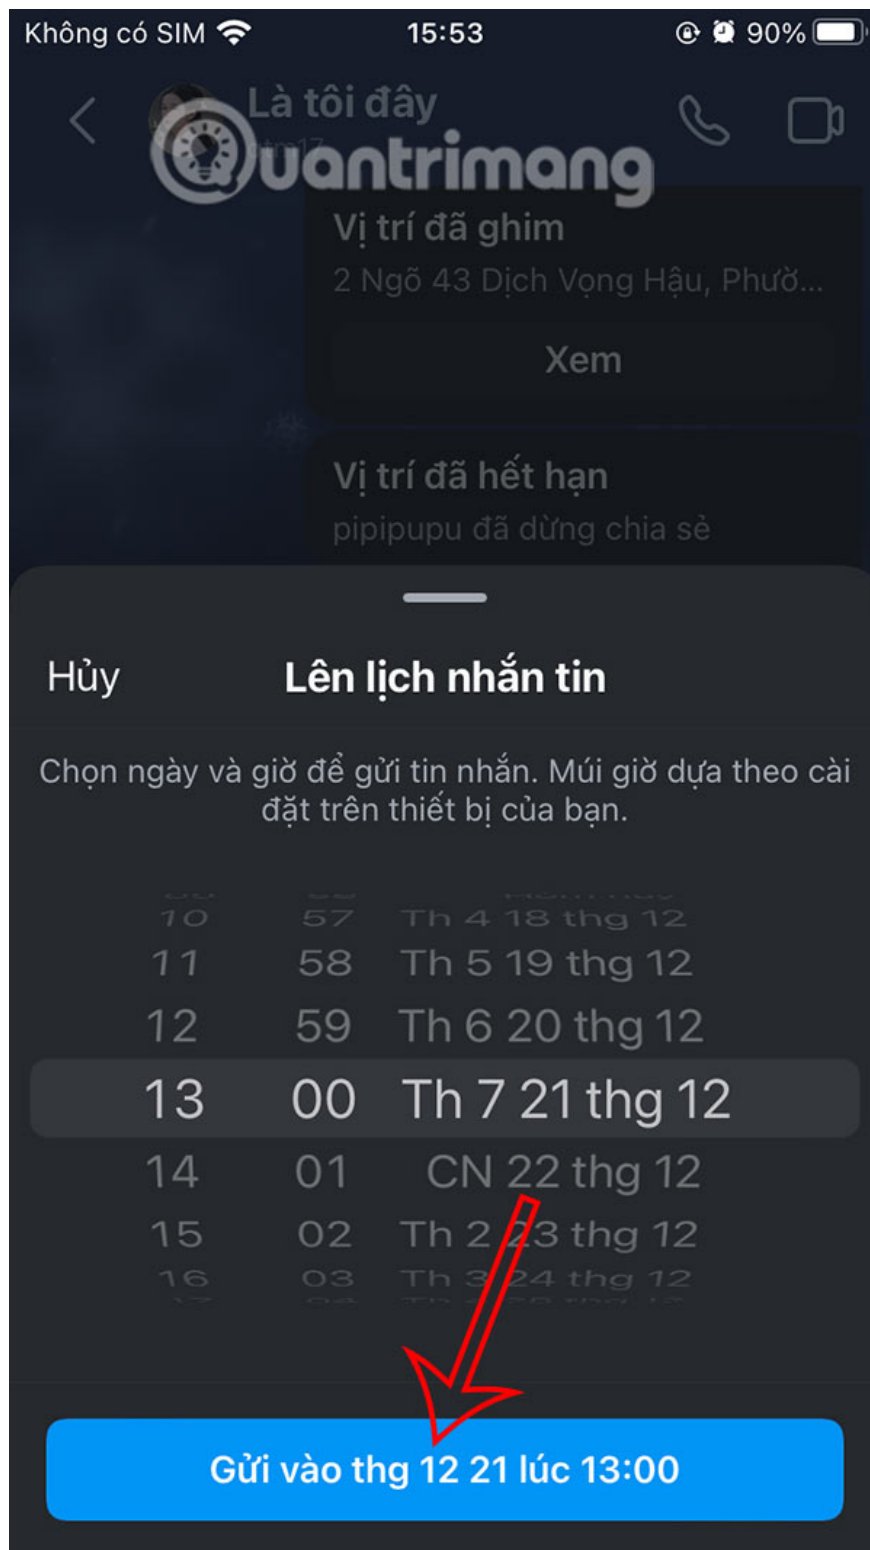 Không có SIM
15:53
90%
Là tôi đây
uantrimang
Vị trí đã ghim
2 Ngõ 43 Dịch Vọng Hậu, Phườ...
Xem
Vị trí đã hết hạn
pipipupu đã dừng chia sẻ
Hủy
Lên lịch nhắn tin
Chọn ngày và giờ để gửi tin nhắn. Múi giờ dựa theo cài
đặt trên thiết bị của bạn.
10 57 Th 4 18 thg 12
11 58 Th 5 19 thg 12
12 59 Th 6 20 thg 12
13 00 Th 7 21 thg 12
14 01 CN 22 thg 12
15 02 Th 2 23 thg 12
16 03 Th 3 24 thg 12
Gửi vào thg 12 21 lúc 13:00